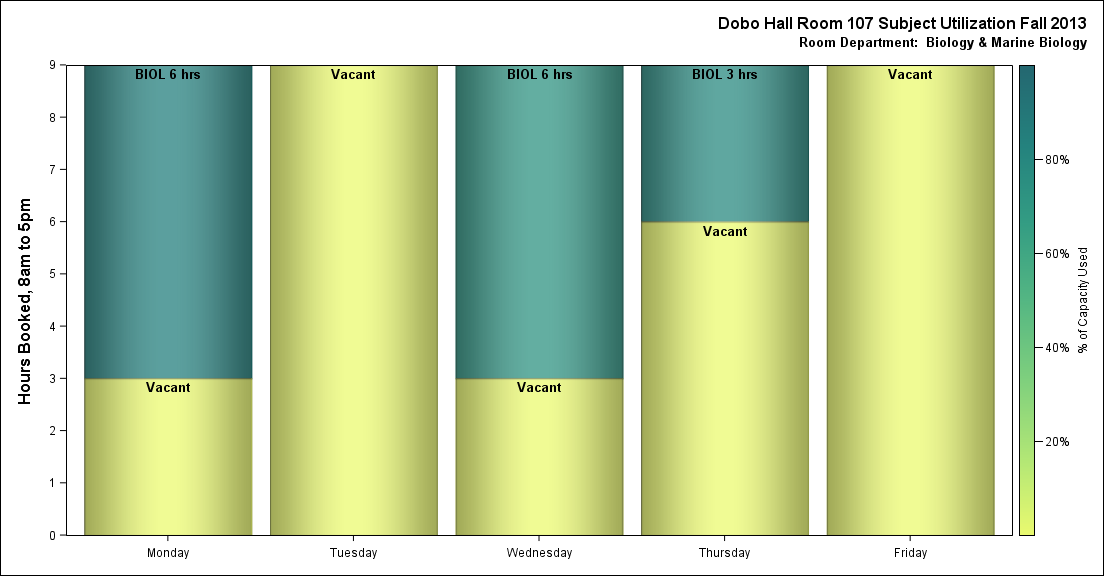 Dobo Hall Room 107 Subject Utilization Fall 2013
Room Department:  Biology & Marine Biology
Hours Booked, 8am to 5pm
9
8
7
6
5
4
3
2
1
0
BIOL 6 hrs
Vacant
Vacant
BIOL 6 hrs
Vacant
BIOL 3 hrs
Vacant
Vacant
Monday
Tuesday
Wednesday
Thursday
Friday
80%
60%
40%
20%
% of Capacity Used